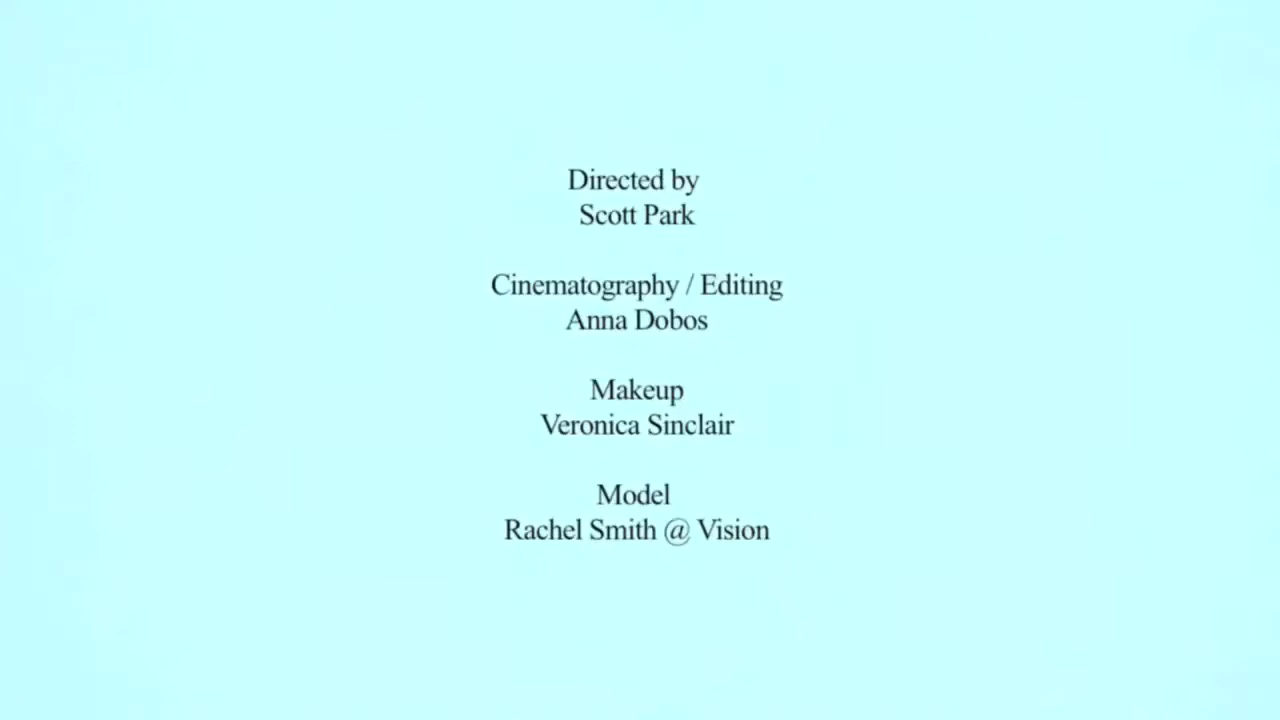 Directed by
Scott Park
Cinematography / Editing
Anna Dobos
Makeup
Veronica Sinclair
Model
Rachel Smith @ Vision